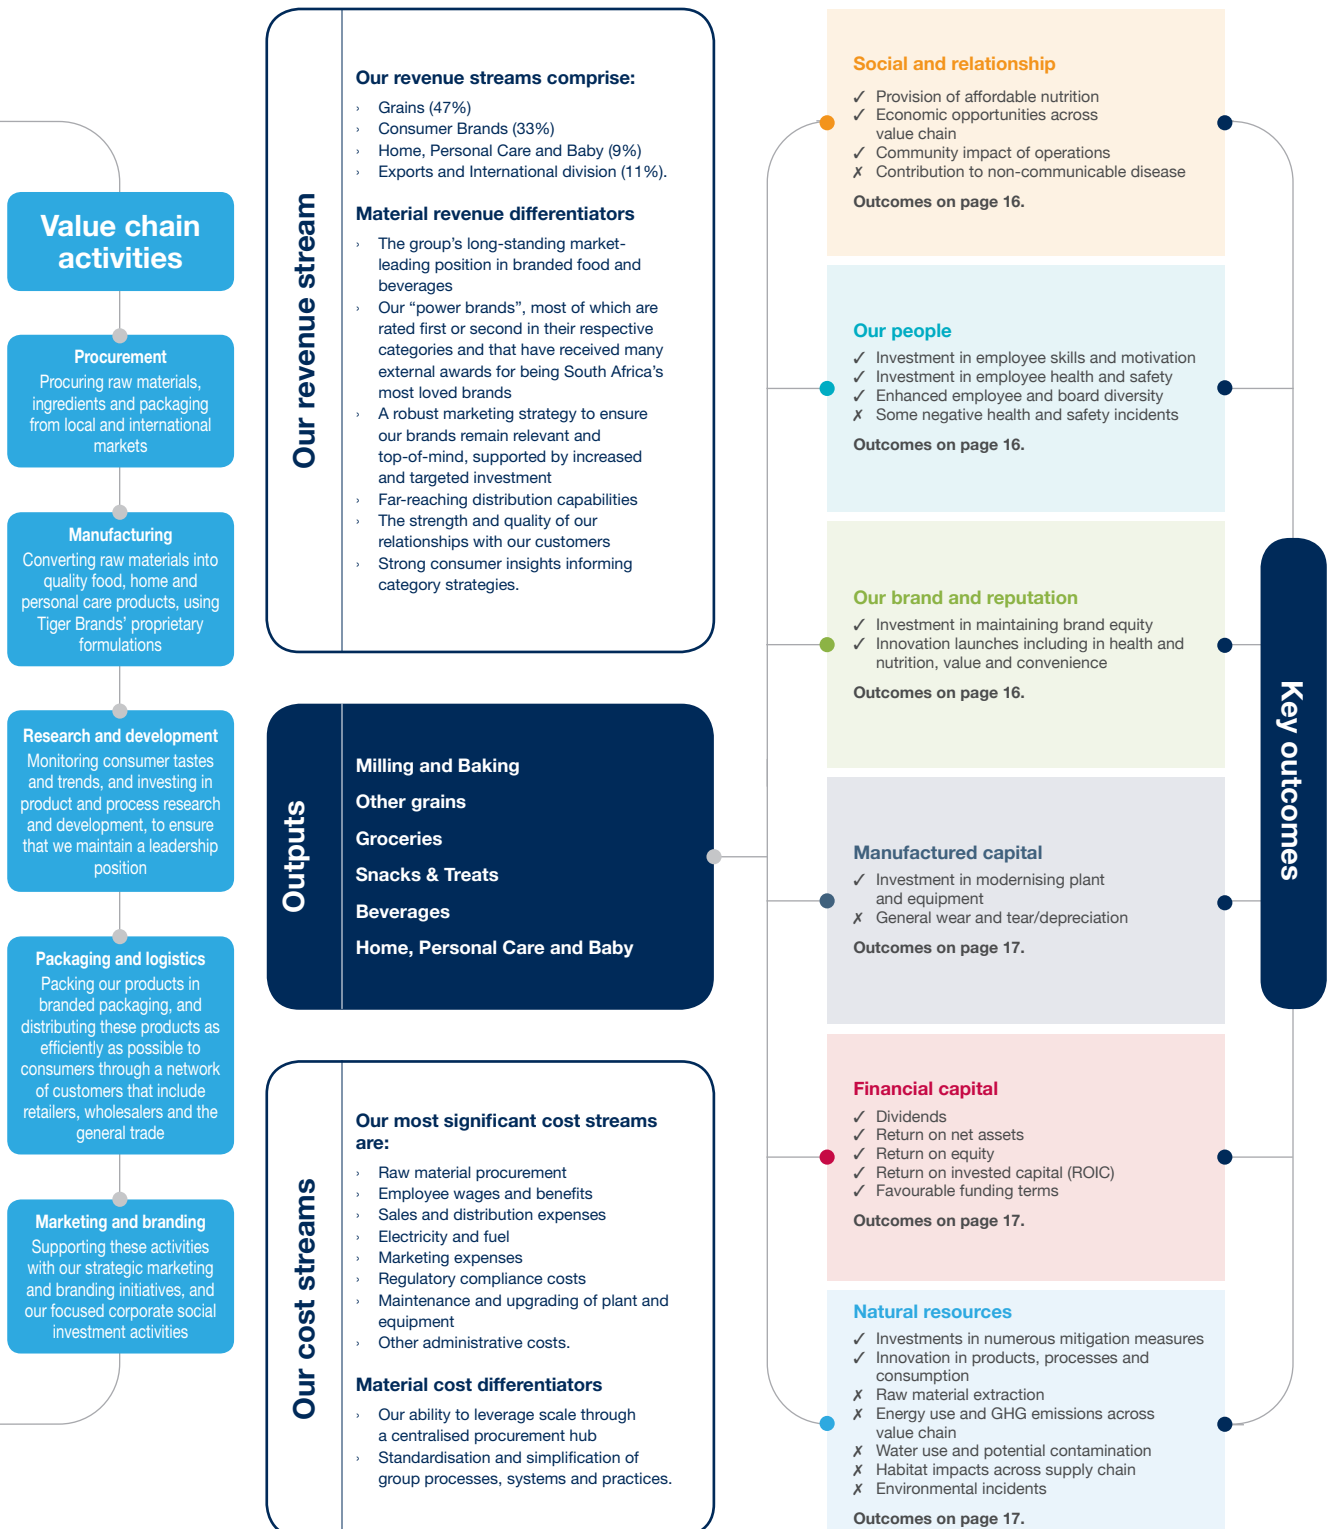 Value chain
activities
Procurement
Procuring raw materials,
ingredients and packaging
from local and international
markets
Manufacturing
Converting raw materials into
quality food, home and
personal care products, using
Tiger Brands’ proprietary
formulations
Research and development
Monitoring consumer tastes
and trends, and investing in
product and process research
and development, to ensure
that we maintain a leadership
position
Packaging and logistics
Packing our products in
branded packaging, and
distributing these products as
efficiently as possible to
consumers through a network
of customers that include
retailers, wholesalers and the
general trade
Marketing and branding
Supporting these activities
with our strategic marketing
and branding initiatives, and
our focused corporate social
investment activities
Our revenue stream
Our revenue streams comprise:
› Grains (47%)
› Consumer Brands (33%)
› Home, Personal Care and Baby (9%)
› Exports and International division (11%).
Material revenue differentiators
› The group’s long-standing market-
leading position in branded food and
beverages
› Our “power brands”, most of which are
rated first or second in their respective
categories and that have received many
external awards for being South Africa’s
most loved brands
› A robust marketing strategy to ensure
our brands remain relevant and
top-of-mind, supported by increased
and targeted investment
› Far-reaching distribution capabilities
› The strength and quality of our
relationships with our customers
› Strong consumer insights informing
category strategies.
Outputs
Milling and Baking
Other grains
Groceries
Snacks & Treats
Beverages
Home, Personal Care and Baby
Our cost streams
Our most significant cost streams
are:
› Raw material procurement
› Employee wages and benefits
› Sales and distribution expenses
› Electricity and fuel
› Marketing expenses
› Regulatory compliance costs
› Maintenance and upgrading of plant and
equipment
› Other administrative costs.
Material cost differentiators
› Our ability to leverage scale through
a centralised procurement hub
› Standardisation and simplification of
group processes, systems and practices.
Social and relationship
✓ Provision of affordable nutrition
✓ Economic opportunities across
value chain
✓ Community impact of operations
✗ Contribution to non-communicable disease
Outcomes on page 16.
Our people
✓ Investment in employee skills and motivation
✓ Investment in employee health and safety
✓ Enhanced employee and board diversity
✗ Some negative health and safety incidents
Outcomes on page 16.
Our brand and reputation
✓ Investment in maintaining brand equity
✓ Innovation launches including in health and
nutrition, value and convenience
Outcomes on page 16.
Manufactured capital
✓ Investment in modernising plant
and equipment
✗ General wear and tear/depreciation
Outcomes on page 17.
Financial capital
✓ Dividends
✓ Return on net assets
✓ Return on equity
✓ Return on invested capital (ROIC)
✓ Favourable funding terms
Outcomes on page 17.
Natural resources
✓ Investments in numerous mitigation measures
✓ Innovation in products, processes and
consumption
✗ Raw material extraction
✗ Energy use and GHG emissions across
value chain
✗ Water use and potential contamination
✗ Habitat impacts across supply chain
✗ Environmental incidents
Outcomes on page 17.
Key outcomes